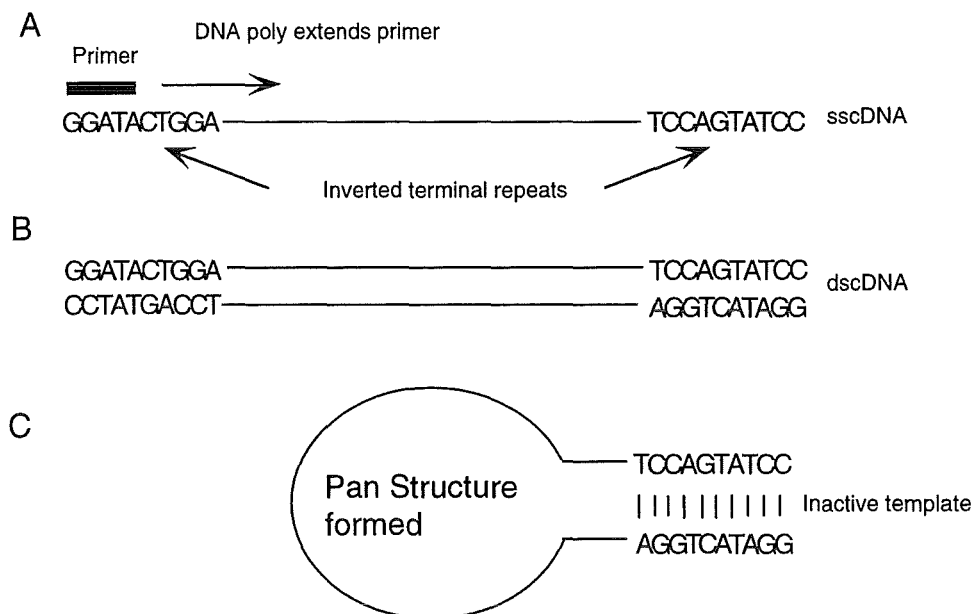 A
DNA poly extends primer
Primer
GGATACTGGA TCCAGTATCC sscDNA
Inverted terminal repeats
B
GGATACTGGA TCCAGTATCC
dscDNA
CCTATGACCT AGGTCATAGG
C
TCCAGTATCC
Pan Structure
formed
Inactive template
AGGTCATAGG